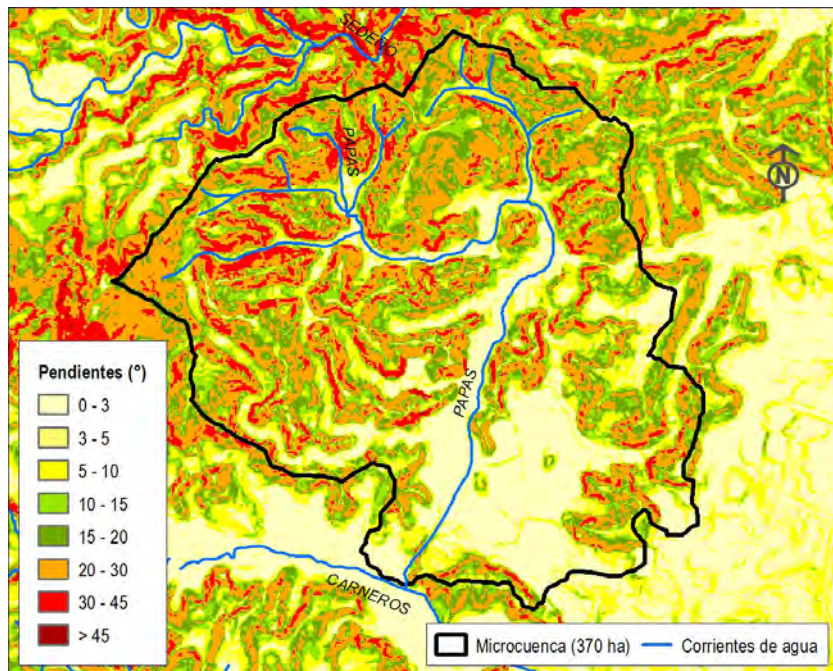 SEDEÑO
PAPAS
N
PAPAS
Pendientes (°)
0 - 3
3 - 5
5 - 10
10 - 15
15 - 20
20 - 30
30 - 45
> 45
CARNEROS
Microcuenca (370 ha)
Corrientes de agua